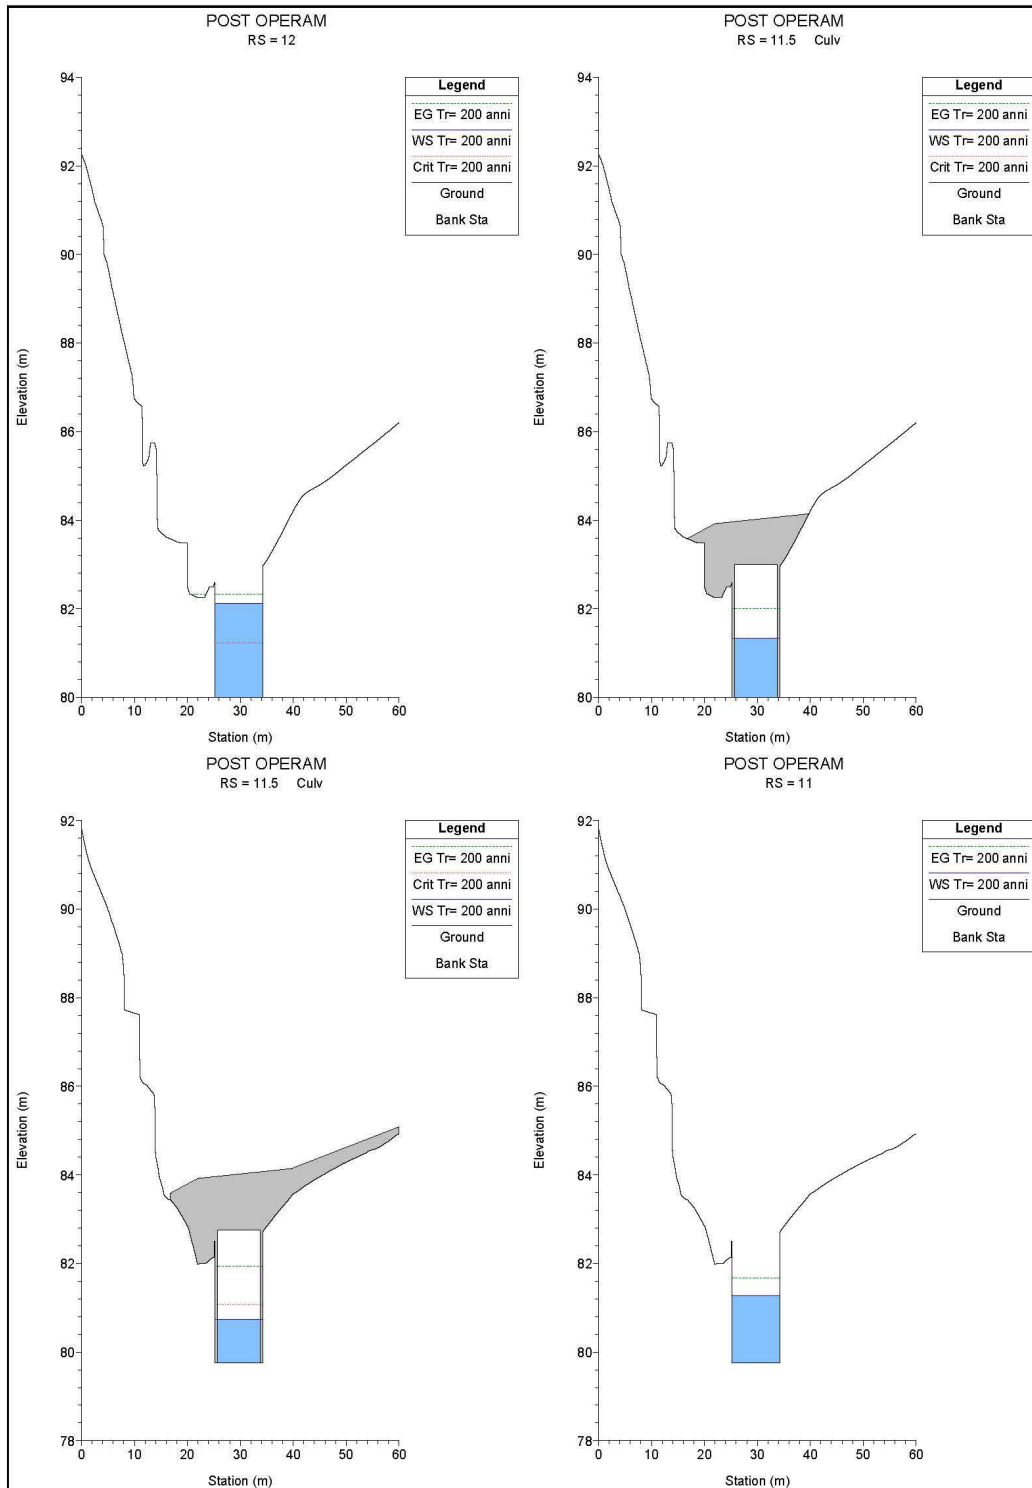 POST OPERAM
RS = 12
94
92
90
88
86
84
82
80
Elevation (m)
0
10
20
30
40
50
60
Station (m)
Legend
EG Tr= 200 anni
WS Tr= 200 anni
Crit Tr= 200 anni
Ground
Bank Sta
POST OPERAM
RS = 11.5 Culv
94
92
90
88
86
84
82
80
Elevation (m)
0
10
20
30
40
50
60
Station (m)
Legend
EG Tr= 200 anni
WS Tr= 200 anni
Crit Tr= 200 anni
Ground
Bank Sta
POST OPERAM
RS = 11.5 Culv
92
90
88
86
84
82
80
78
Elevation (m)
0
10
20
30
40
50
60
Station (m)
Legend
EG Tr= 200 anni
Crit Tr= 200 anni
WS Tr= 200 anni
Ground
Bank Sta
POST OPERAM
RS = 11
92
90
88
86
84
82
80
78
Elevation (m)
0
10
20
30
40
50
60
Station (m)
Legend
EG Tr= 200 anni
WS Tr= 200 anni
Ground
Bank Sta